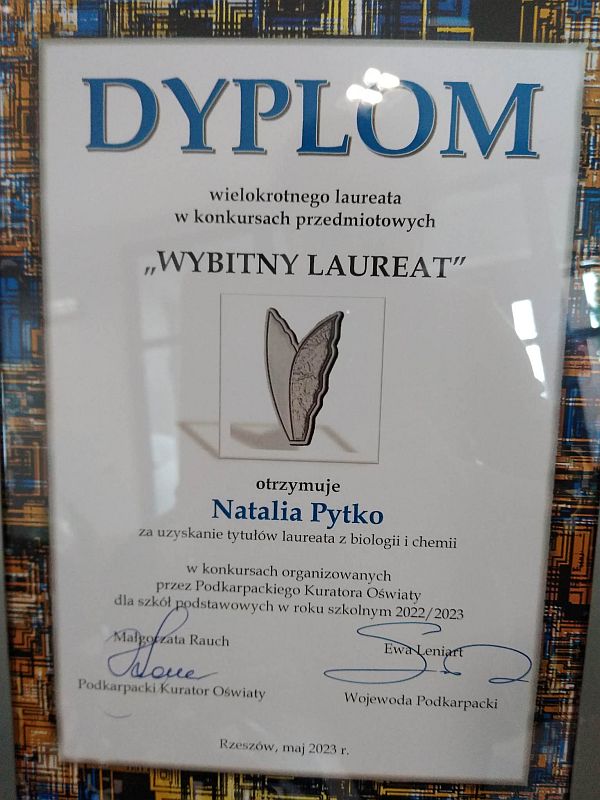 DYPLOM
wielokrotnego laureata
w konkursach przedmiotowych
„WYBITNY LAUREAT”
otrzymuje
Natalia Pytko
za uzyskanie tytułów laureata z biologii i chemii
w konkursach organizowanych
przez Podkarpackiego Kuratora Oświaty
dla szkół podstawowych w roku szkolnym 2022/2023
Małgorzata Rauch
Podkarpacki Kurator Oświaty
Ewa Leniart
Wojewoda Podkarpacki
Rzeszów, maj 2023 r.